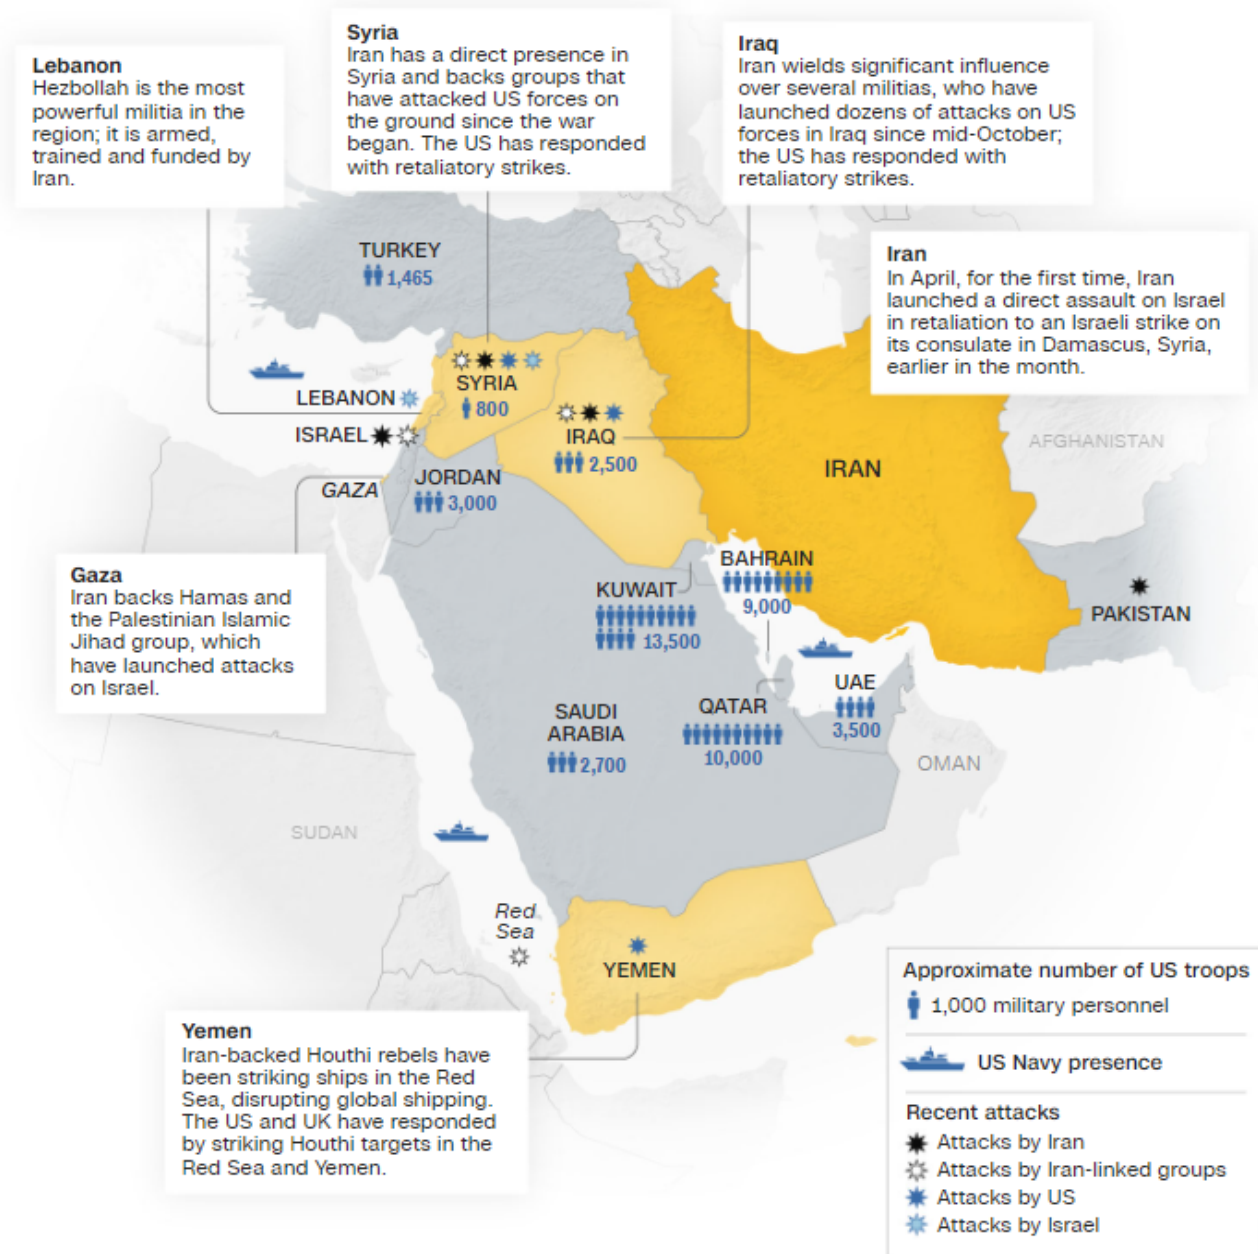 Syria
Iran has a direct presence in
Syria and backs groups that
have attacked US forces on
the ground since the war
began. The US has responded
with retaliatory strikes.
Iraq
Iran wields significant influence
over several militias, who have
launched dozens of attacks on US
forces in Iraq since mid-October;
the US has responded with
retaliatory strikes.
Lebanon
Hezbollah is the most
powerful militia in the
region; it is armed,
trained and funded by
Iran.
Iran
In April, for the first time, Iran
launched a direct assault on Israel
in retaliation to an Israeli strike on
its consulate in Damascus, Syria,
earlier in the month.
TURKEY
1,465
SYRIA
800
LEBANON
ISRAEL
IRAQ
2,500
IRAN
AFGHANISTAN
GAZA
JORDAN
3,000
Gaza
Iran backs Hamas and
the Palestinian Islamic
Jihad group, which
have launched attacks
on Israel.
KUWAIT
13,500
BAHRAIN
9,000
PAKISTAN
SAUDI
ARABIA
2,700
QATAR
10,000
UAE
3,500
OMAN
SUDAN
Red
Sea
YEMEN
Yemen
Iran-backed Houthi rebels have
been striking ships in the Red
Sea, disrupting global shipping.
The US and UK have responded
by striking Houthi targets in the
Red Sea and Yemen.
Approximate number of US troops
1,000 military personnel
US Navy presence
Recent attacks
Attacks by Iran
Attacks by Iran-linked groups
Attacks by US
Attacks by Israel